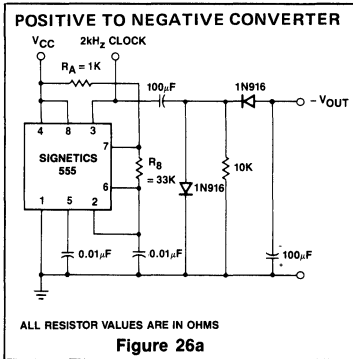 POSITIVE TO NEGATIVE CONVERTER
VCC
2kHZ CLOCK
RA = 1K
100μF
1N916
– VOUT
4 8 3
7
SIGNETICS
555
RB
= 33K
10K
6
1N916
1 5 2
0.01μF
0.01μF
-
100μF
+
ALL RESISTOR VALUES ARE IN OHMS
Figure 26a